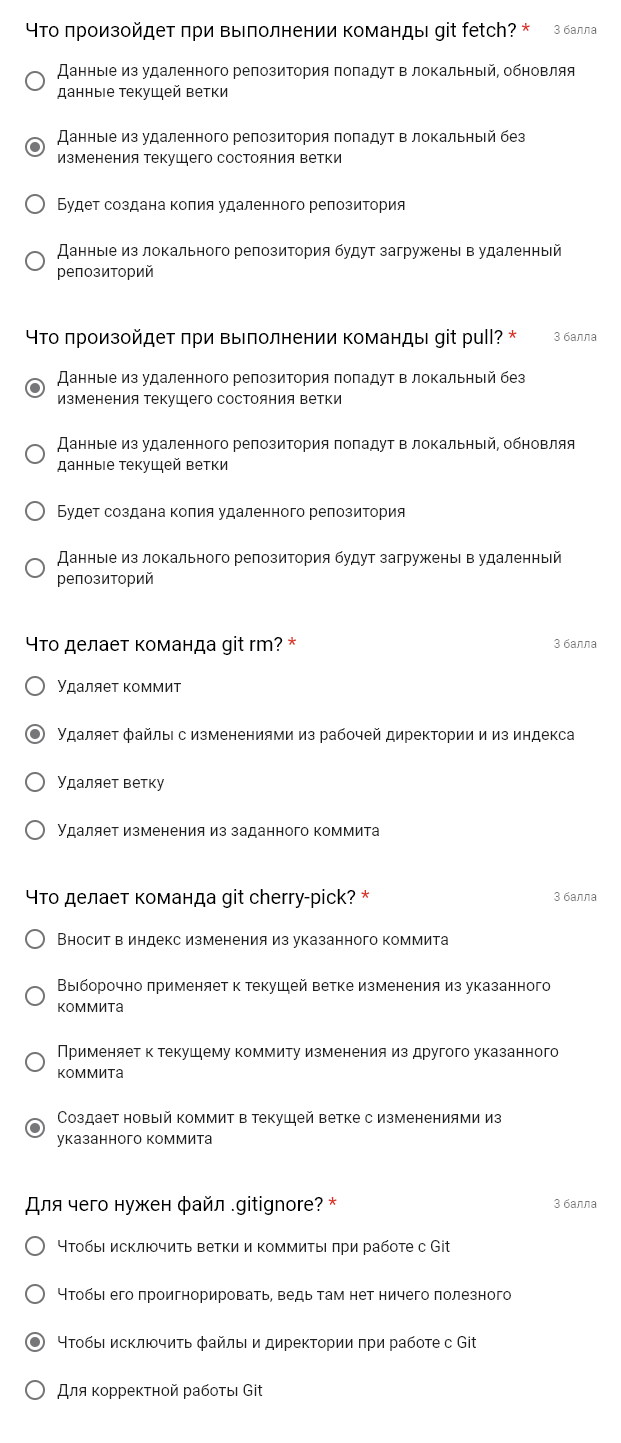 Что произойдет при выполнении команды git fetch? * 3 балла
Данные из удаленного репозитория попадут в локальный, обновляя
данные текущей ветки
Данные из удаленного репозитория попадут в локальный без
изменения текущего состояния ветки
Будет создана копия удаленного репозитория
Данные из локального репозитория будут загружены в удаленный
репозиторий
Что произойдет при выполнении команды git pull? * 3 балла
Данные из удаленного репозитория попадут в локальный без
изменения текущего состояния ветки
Данные из удаленного репозитория попадут в локальный, обновляя
данные текущей ветки
Будет создана копия удаленного репозитория
Данные из локального репозитория будут загружены в удаленный
репозиторий
Что делает команда git rm? * 3 балла
Удаляет коммит
Удаляет файлы с изменениями из рабочей директории и из индекса
Удаляет ветку
Удаляет изменения из заданного коммита
Что делает команда git cherry-pick? * 3 балла
Вносит в индекс изменения из указанного коммита
Выборочно применяет к текущей ветке изменения из указанного
коммита
Применяет к текущему коммиту изменения из другого указанного
коммита
Создает новый коммит в текущей ветке с изменениями из
указанного коммита
Для чего нужен файл .gitignore? * 3 балла
Чтобы исключить ветки и коммиты при работе с Git
Чтобы его проигнорировать, ведь там нет ничего полезного
Чтобы исключить файлы и директории при работе с Git
Для корректной работы Git